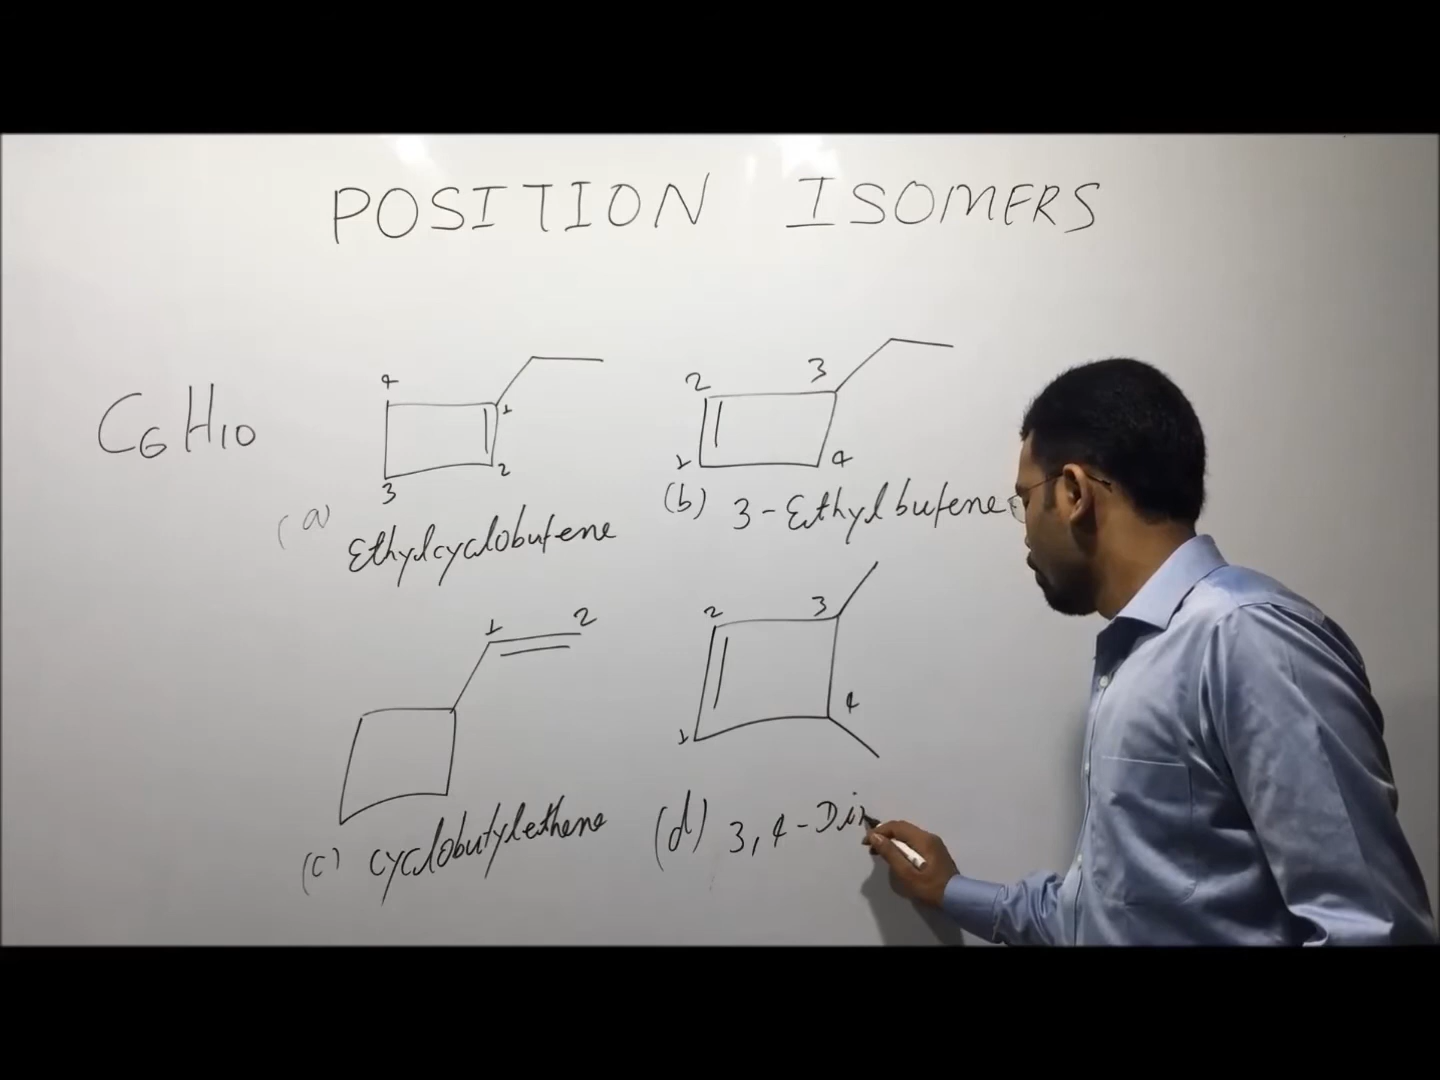 POSITION ISOMERS
C6H10
4
1
2
3
(a)
Ethylcyclobutene
2
3
1
4
(b) 3-Ethylbutene
1
2
(c) cyclobutylethene
2
3
1
4
(d) 3,4-Dim